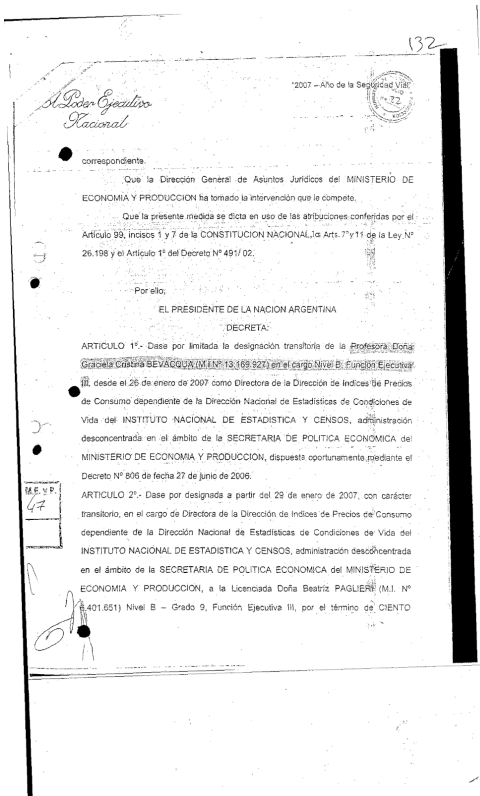 132
"2007 – Año de la Seguridad Vial"
El Poder Ejecutivo
Nacional
72
correspondiente.
Que la Dirección General de Asuntos Jurídicos del MINISTERIO DE
ECONOMIA Y PRODUCCION ha tomado la intervención que le compete.
Que la presente medida se dicta en uso de las atribuciones conferidas por el
Artículo 99, incisos 1 y 7 de la CONSTITUCION NACIONAL, Arts. 7º y 11 de la Ley Nº
26.198 y el Artículo 1º del Decreto Nº 491/ 02.
Por ello,
EL PRESIDENTE DE LA NACION ARGENTINA
DECRETA:
ARTICULO 1º.- Dase por limitada la designación transitoria de la Profesora Doña
Graciela Cristina BEVACQUA (M.I Nº 13.169.927) en el cargo Nivel B, Función Ejecutiva
III, desde el 26 de enero de 2007 como Directora de la Dirección de Indices de Precios
de Consumo dependiente de la Dirección Nacional de Estadísticas de Condiciones de
Vida del INSTITUTO NACIONAL DE ESTADISTICA Y CENSOS, administración
desconcentrada en el ámbito de la SECRETARIA DE POLITICA ECONOMICA del
MINISTERIO DE ECONOMIA Y PRODUCCION, dispuesta oportunamente mediante el
Decreto Nº 806 de fecha 27 de junio de 2006.
M.E. y P.
47
ARTICULO 2º.- Dase por designada a partir del 29 de enero de 2007, con carácter
transitorio, en el cargo de Directora de la Dirección de Indices de Precios de Consumo
dependiente de la Dirección Nacional de Estadísticas de Condiciones de Vida del
INSTITUTO NACIONAL DE ESTADISTICA Y CENSOS, administración desconcentrada
en el ámbito de la SECRETARIA DE POLITICA ECONOMICA del MINISTERIO DE
ECONOMIA Y PRODUCCION, a la Licenciada Doña Beatriz PAGLIERI (M.I. Nº
6.401.651) Nivel B – Grado 9, Función Ejecutiva III, por el término de CIENTO